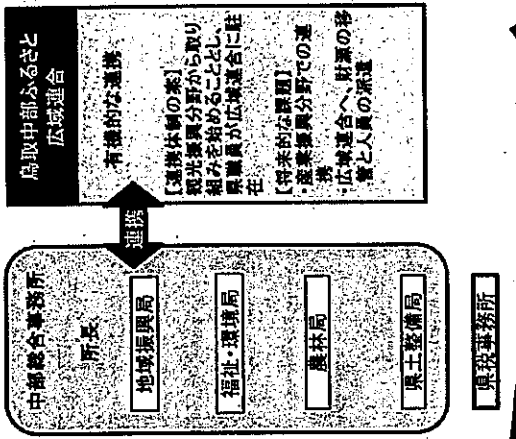 中部総合事務所
所長
地域振興局
福祉・環境局
農林局
県土整備局
県税事務所
連携
鳥取中部ふるさと
広域連合
有機的な連携
【連携体制の案】
観光振興分野から取り
組みを始めることとし、
県職員が広域連合に駐
在
【将来的な課題】
・産業振興分野での連
携
・広域連合へ、財源の移
管と人員の派遣